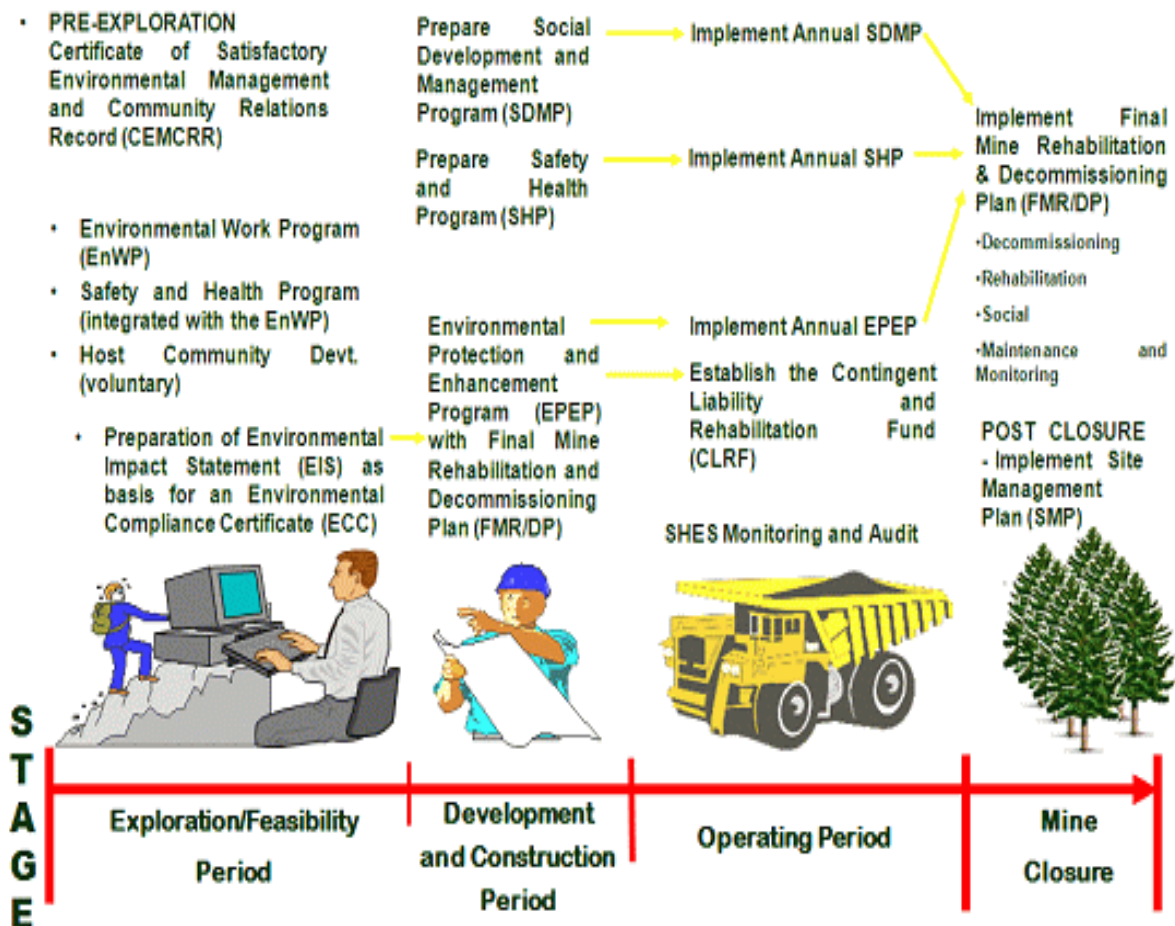 • PRE-EXPLORATION
Certificate of Satisfactory
Environmental Management
and Community Relations
Record (CEMCRR)
• Environmental Work Program
(EnWP)
• Safety and Health Program
(integrated with the EnWP)
• Host Community Devt.
(voluntary)
• Preparation of Environmental
Impact Statement (EIS) as
basis for an Environmental
Compliance Certificate (ECC)
Prepare Social
Development and
Management
Program (SDMP)
Prepare Safety
and Health
Program (SHP)
Environmental
Protection and
Enhancement
Program (EPEP)
with Final Mine
Rehabilitation and
Decommissioning
Plan (FMR/DP)
Implement Annual SDMP
Implement Annual SHP
Implement Annual EPEP
Establish the Contingent
Liability and
Rehabilitation Fund
(CLRF)
SHES Monitoring and Audit
Implement Final
Mine Rehabilitation
& Decommissioning
Plan (FMR/DP)
•Decommissioning
•Rehabilitation
•Social
•Maintenance and
Monitoring
POST CLOSURE
- Implement Site
Management
Plan (SMP)
STAGE
Exploration/Feasibility
Period
Development
and Construction
Period
Operating Period
Mine
Closure